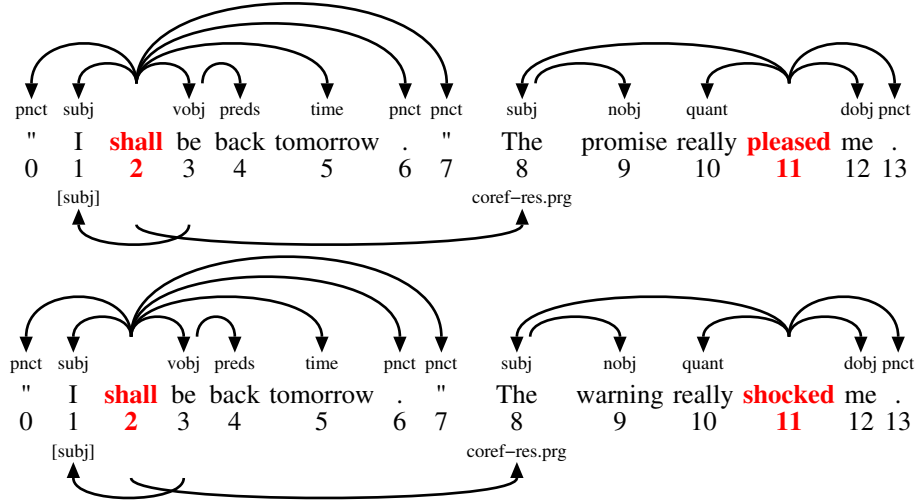 pnct subj vobj preds time pnct pnct subj nobj quant dobj pnct
" I shall be back tomorrow . " The promise really pleased me .
0 1 2 3 4 5 6 7 8 9 10 11 12 13
[subj] coref−res.prg
pnct subj vobj preds time pnct pnct subj nobj quant dobj pnct
" I shall be back tomorrow . " The warning really shocked me .
0 1 2 3 4 5 6 7 8 9 10 11 12 13
[subj] coref−res.prg